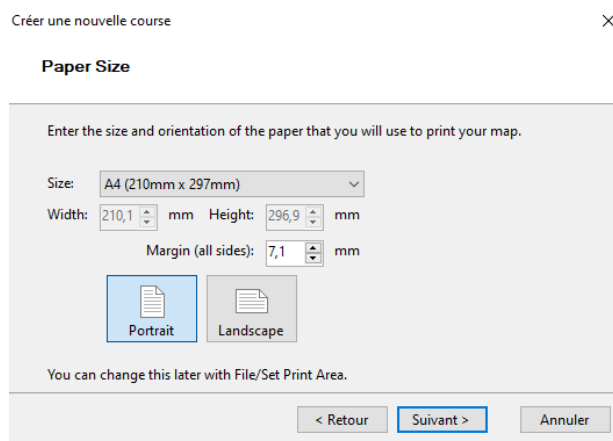 Créer une nouvelle course
Paper Size
Enter the size and orientation of the paper that you will use to print your map.
Size: A4 (210mm x 297mm)
Width: 210,1 mm Height: 296,9 mm
Margin (all sides): 7,1 mm
Portrait Landscape
You can change this later with File/Set Print Area.
< Retour Suivant > Annuler